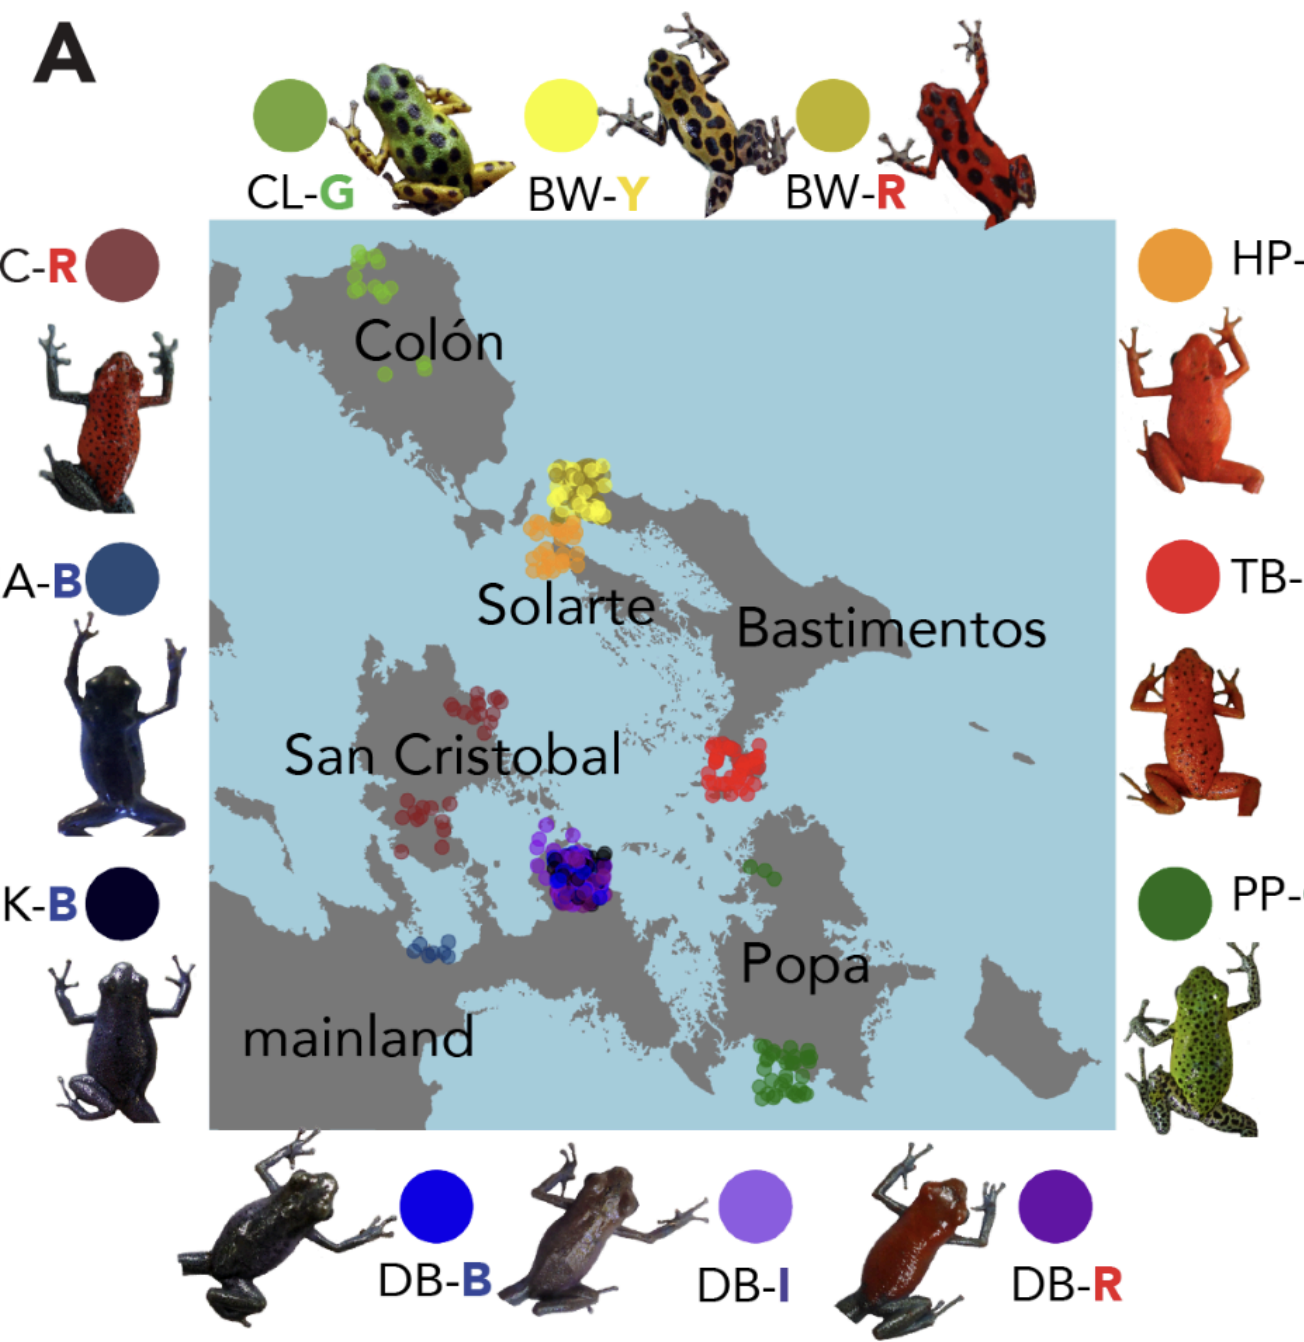 A
CL-G
BW-Y
BW-R
C-R
HP-
Colón
A-B
TB-
Solarte
Bastimentos
San Cristobal
K-B
PP-
Popa
mainland
DB-B
DB-I
DB-R